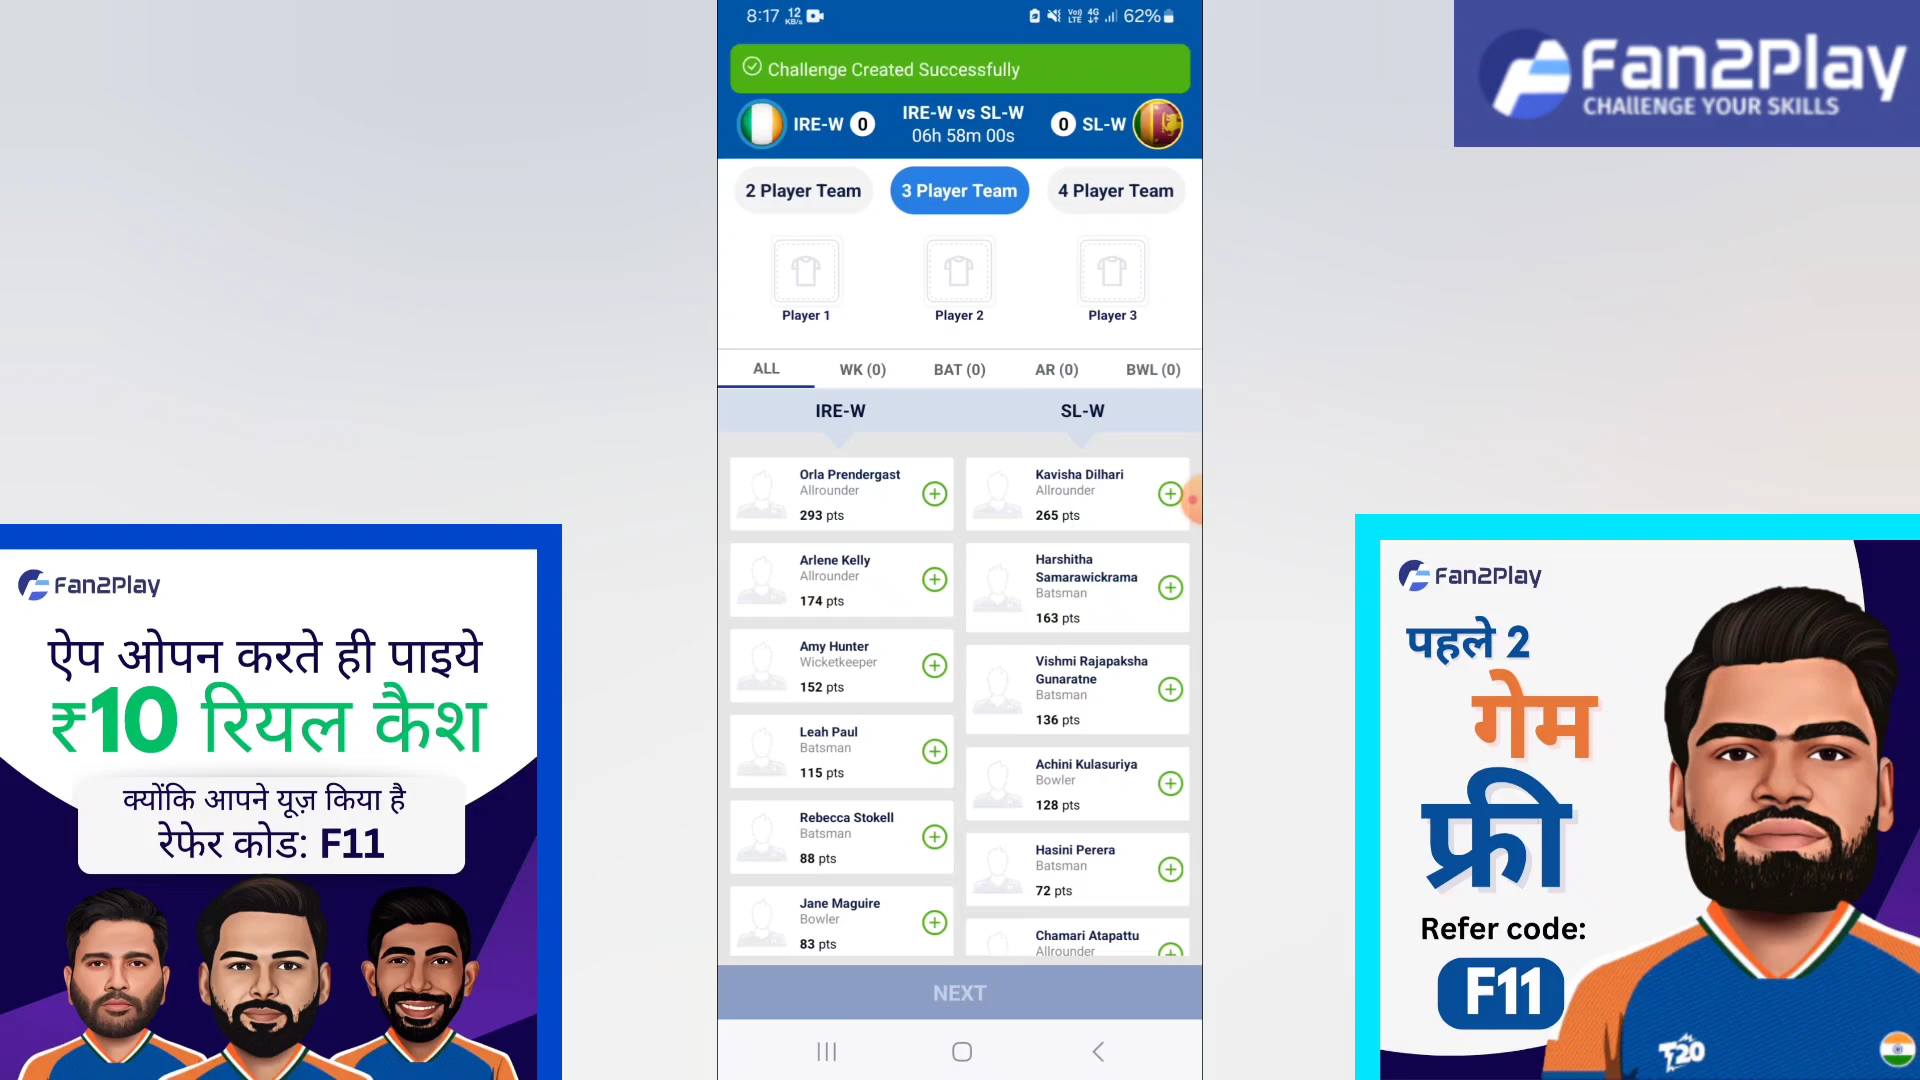 8:17 12 KB/s Vo)) LTE 4G 62%
Challenge Created Successfully
IRE-W 0 IRE-W vs SL-W 0 SL-W
06h 58m 00s
2 Player Team 3 Player Team 4 Player Team
Player 1 Player 2 Player 3
ALL WK (0) BAT (0) AR (0) BWL (0)
IRE-W SL-W
Orla Prendergast
Allrounder
293 pts
Arlene Kelly
Allrounder
174 pts
Amy Hunter
Wicketkeeper
152 pts
Leah Paul
Batsman
115 pts
Rebecca Stokell
Batsman
88 pts
Jane Maguire
Bowler
83 pts
Kavisha Dilhari
Allrounder
265 pts
Harshitha
Samarawickrama
Batsman
163 pts
Vishmi Rajapaksha
Gunaratne
Batsman
136 pts
Achini Kulasuriya
Bowler
128 pts
Hasini Perera
Batsman
72 pts
Chamari Atapattu
Allrounder
NEXT
Fan2Play
CHALLENGE YOUR SKILLS
Fan2Play
ऐप ओपन करते ही पाइये
₹10 रियल कैश
क्योंकि आपने यूज़ किया है
रेफेर कोड: F11
Fan2Play
पहले 2
गेम
फ्री
Refer code:
F11
T20